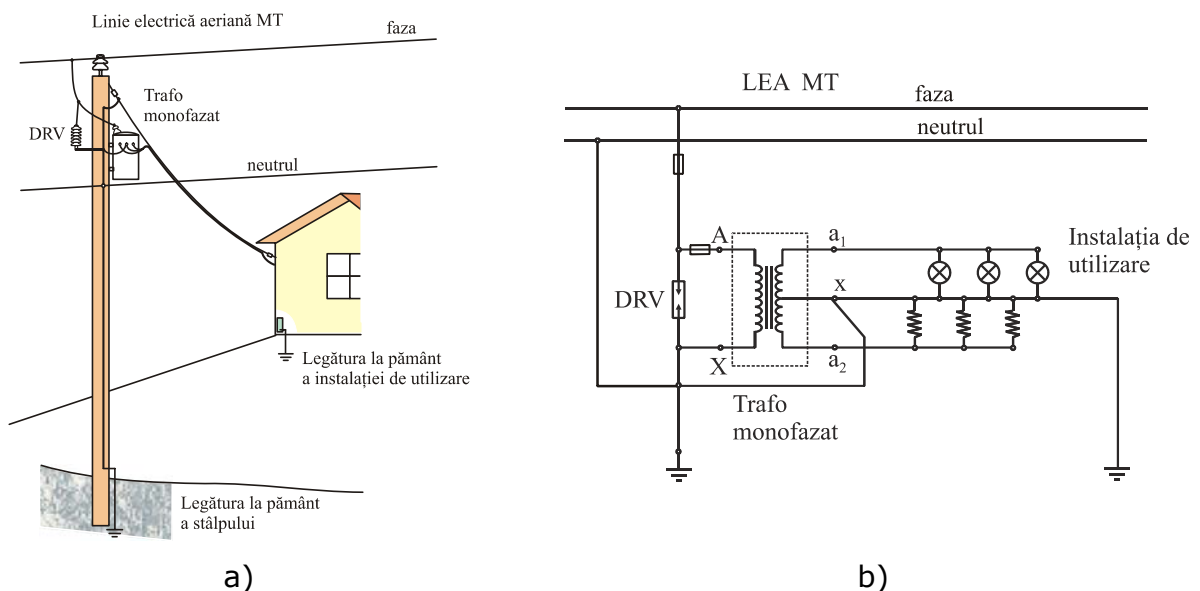 Linie electrică aeriană MT
faza
Trafo
monofazat
DRV
neutrul
Legătura la pământ
a instalației de utilizare
Legătura la pământ
a stâlpului
a)
LEA MT
faza
neutrul
A
a1
Instalația de
utilizare
DRV
x
X
a2
Trafo
monofazat
b)